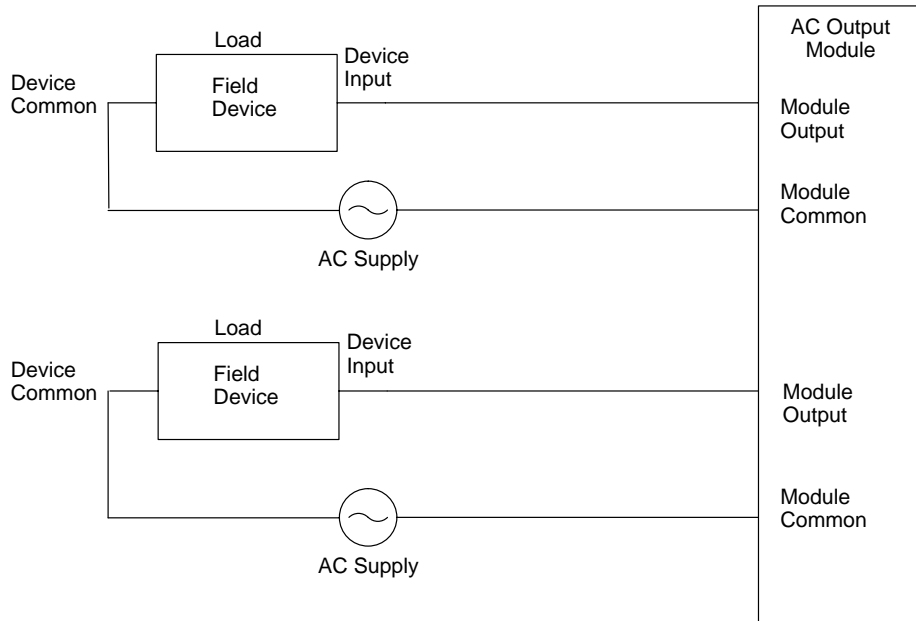 AC Output
Module
Load
Device
Input
Device
Common
Field
Device
Module
Output
Module
Common
AC Supply
Load
Device
Input
Device
Common
Field
Device
Module
Output
Module
Common
AC Supply